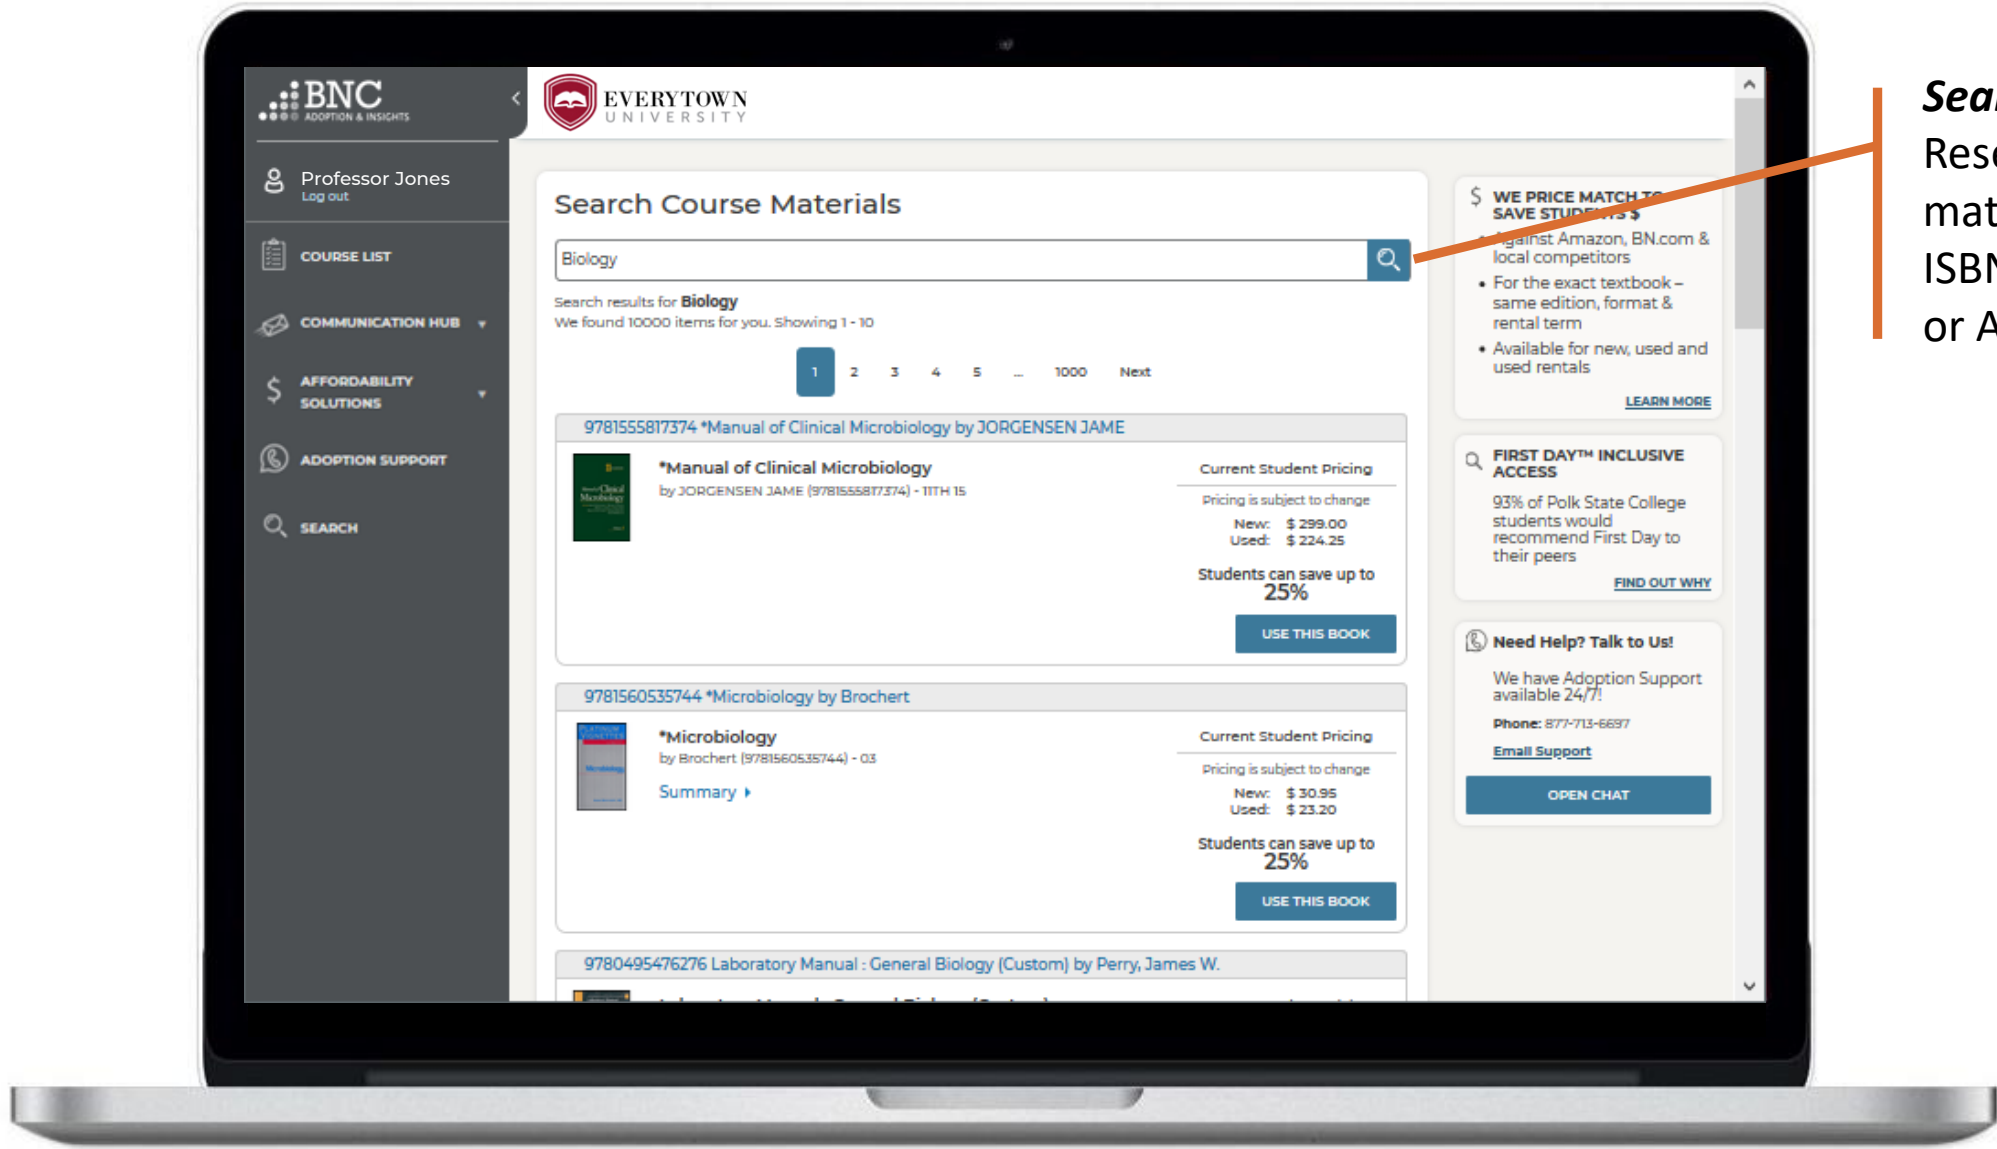 BNC
ADOPTION & INSIGHTS
Professor Jones
Log out
COURSE LIST
COMMUNICATION HUB
AFFORDABILITY
SOLUTIONS
ADOPTION SUPPORT
SEARCH
EVERYTOWN
UNIVERSITY
Search Course Materials
Biology
Search results for Biology
We found 10000 items for you. Showing 1 - 10
1 2 3 4 5 ... 1000 Next
9781555817374 *Manual of Clinical Microbiology by JORGENSEN JAME
Clinical
Microbiology
*Manual of Clinical Microbiology
by JORGENSEN JAME (9781555817374) - 11TH 15
Current Student Pricing
Pricing is subject to change
New: $ 299.00
Used: $ 224.25
Students can save up to
25%
USE THIS BOOK
9781560535744 *Microbiology by Brochert
PLATINUM
VIGNETTES
Microbiology
*Microbiology
by Brochert (9781560535744) - 03
Summary
Current Student Pricing
Pricing is subject to change
New: $ 30.95
Used: $ 23.20
Students can save up to
25%
USE THIS BOOK
9780495476276 Laboratory Manual : General Biology (Custom) by Perry, James W.
$ WE PRICE MATCH TO
SAVE STUDENTS $
• Against Amazon, BN.com &
local competitors
• For the exact textbook –
same edition, format &
rental term
• Available for new, used and
used rentals
LEARN MORE
FIRST DAY™ INCLUSIVE
ACCESS
93% of Polk State College
students would
recommend First Day to
their peers
FIND OUT WHY
Need Help? Talk to Us!
We have Adoption Support
available 24/7!
Phone: 877-713-6697
Email Support
OPEN CHAT
Sea
Res
mat
ISBN
or A